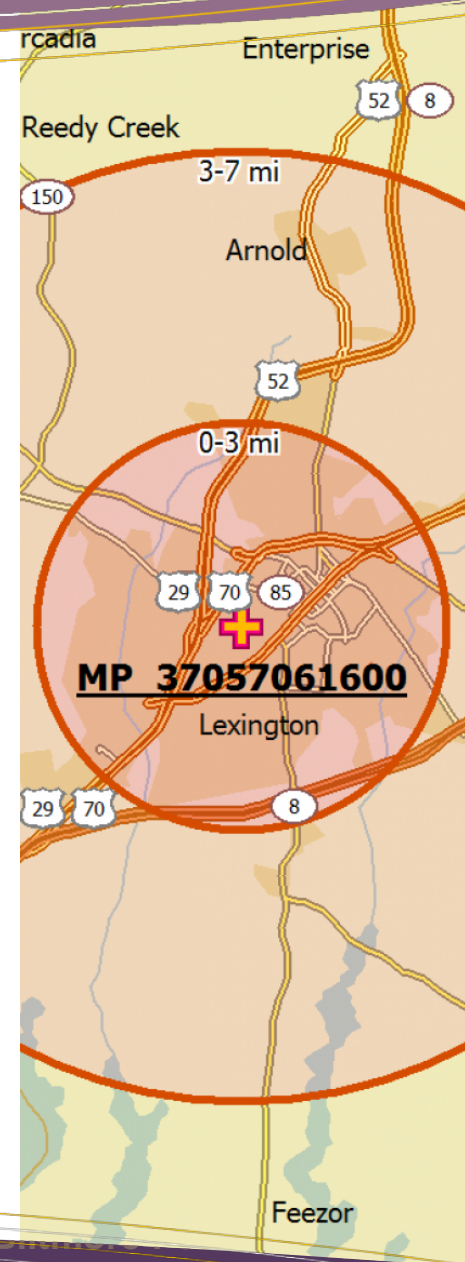 rcadia
Enterprise
52
8
Reedy Creek
3-7 mi
150
Arnold
52
0-3 mi
29
70
85
MP 37057061600
Lexington
29
70
8
Feezor